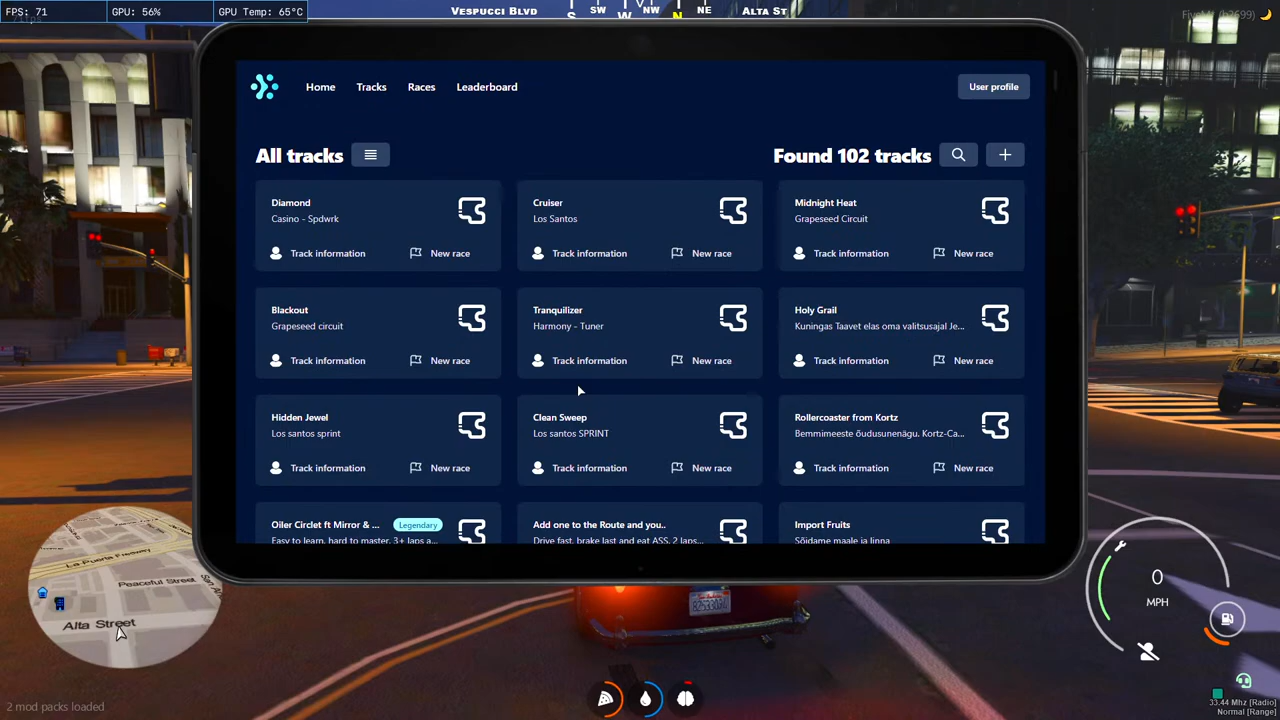 FPS: 71
GPU: 56%
GPU Temp: 65°C
VESPUCCI BLVD
S
SW
W
NW
N
NE
ALTA ST
Home
Tracks
Races
Leaderboard
User profile
All tracks
Found 102 tracks
Diamond
Casino - Spdwrk
Track information
New race
Cruiser
Los Santos
Track information
New race
Midnight Heat
Grapeseed Circuit
Track information
New race
Blackout
Grapeseed circuit
Track information
New race
Tranquilizer
Harmony - Tuner
Track information
New race
Holy Grail
Kuningas Taavet elas oma valitsusajal Je...
Track information
New race
Hidden Jewel
Los santos sprint
Track information
New race
Clean Sweep
Los santos SPRINT
Track information
New race
Rollercoaster from Kortz
Bemmimeeste õudusunenägu. Kortz-Ca...
Track information
New race
Oiler Circlet ft Mirror & ...
Legendary
Easy to learn, hard to master. 3+ laps a...
Add one to the Route and you..
Drive fast, brake last and eat ASS. 2 laps...
Import Fruits
Sõidame maale ja linna
La Puerta Freeway
Peaceful Street
Alta Street
0
MPH
2 mod packs loaded
33.44 Mhz [Radio]
Normal [Range]